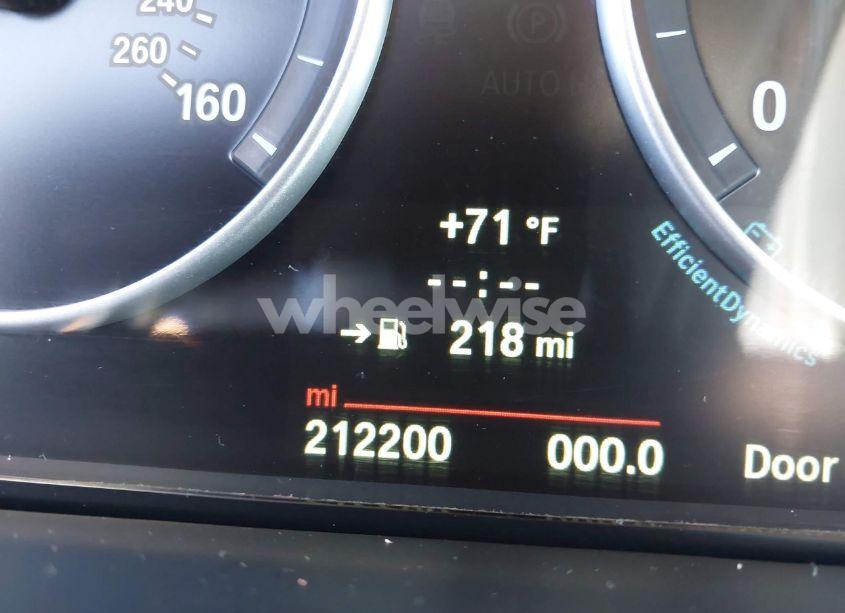 240
260
160
AUTO H
0
+71 °F
--:--
EfficientDynamics
wheelwise
218 mi
mi
212200 000.0 Door